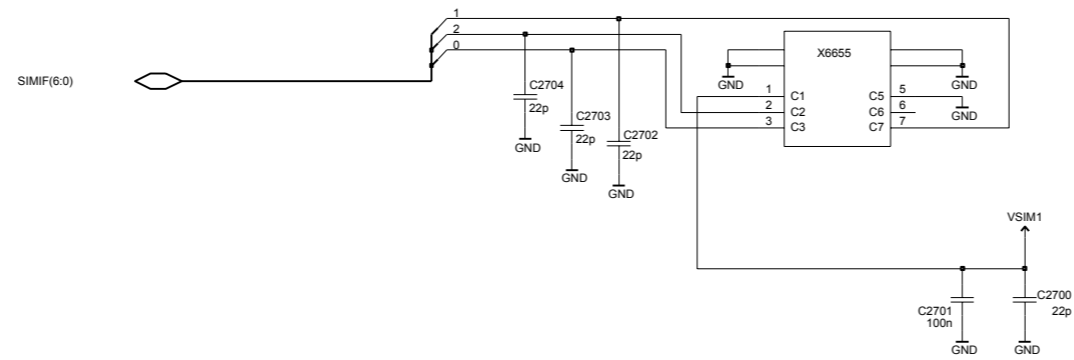 1
2
0
SIMIF(6:0)
X6655
GND
GND
1
C1
C5
5
2
C2
C6
6
GND
3
C3
C7
7
C2704
22p
GND
C2703
22p
GND
C2702
22p
GND
VSIM1
C2701
100n
GND
C2700
22p
GND